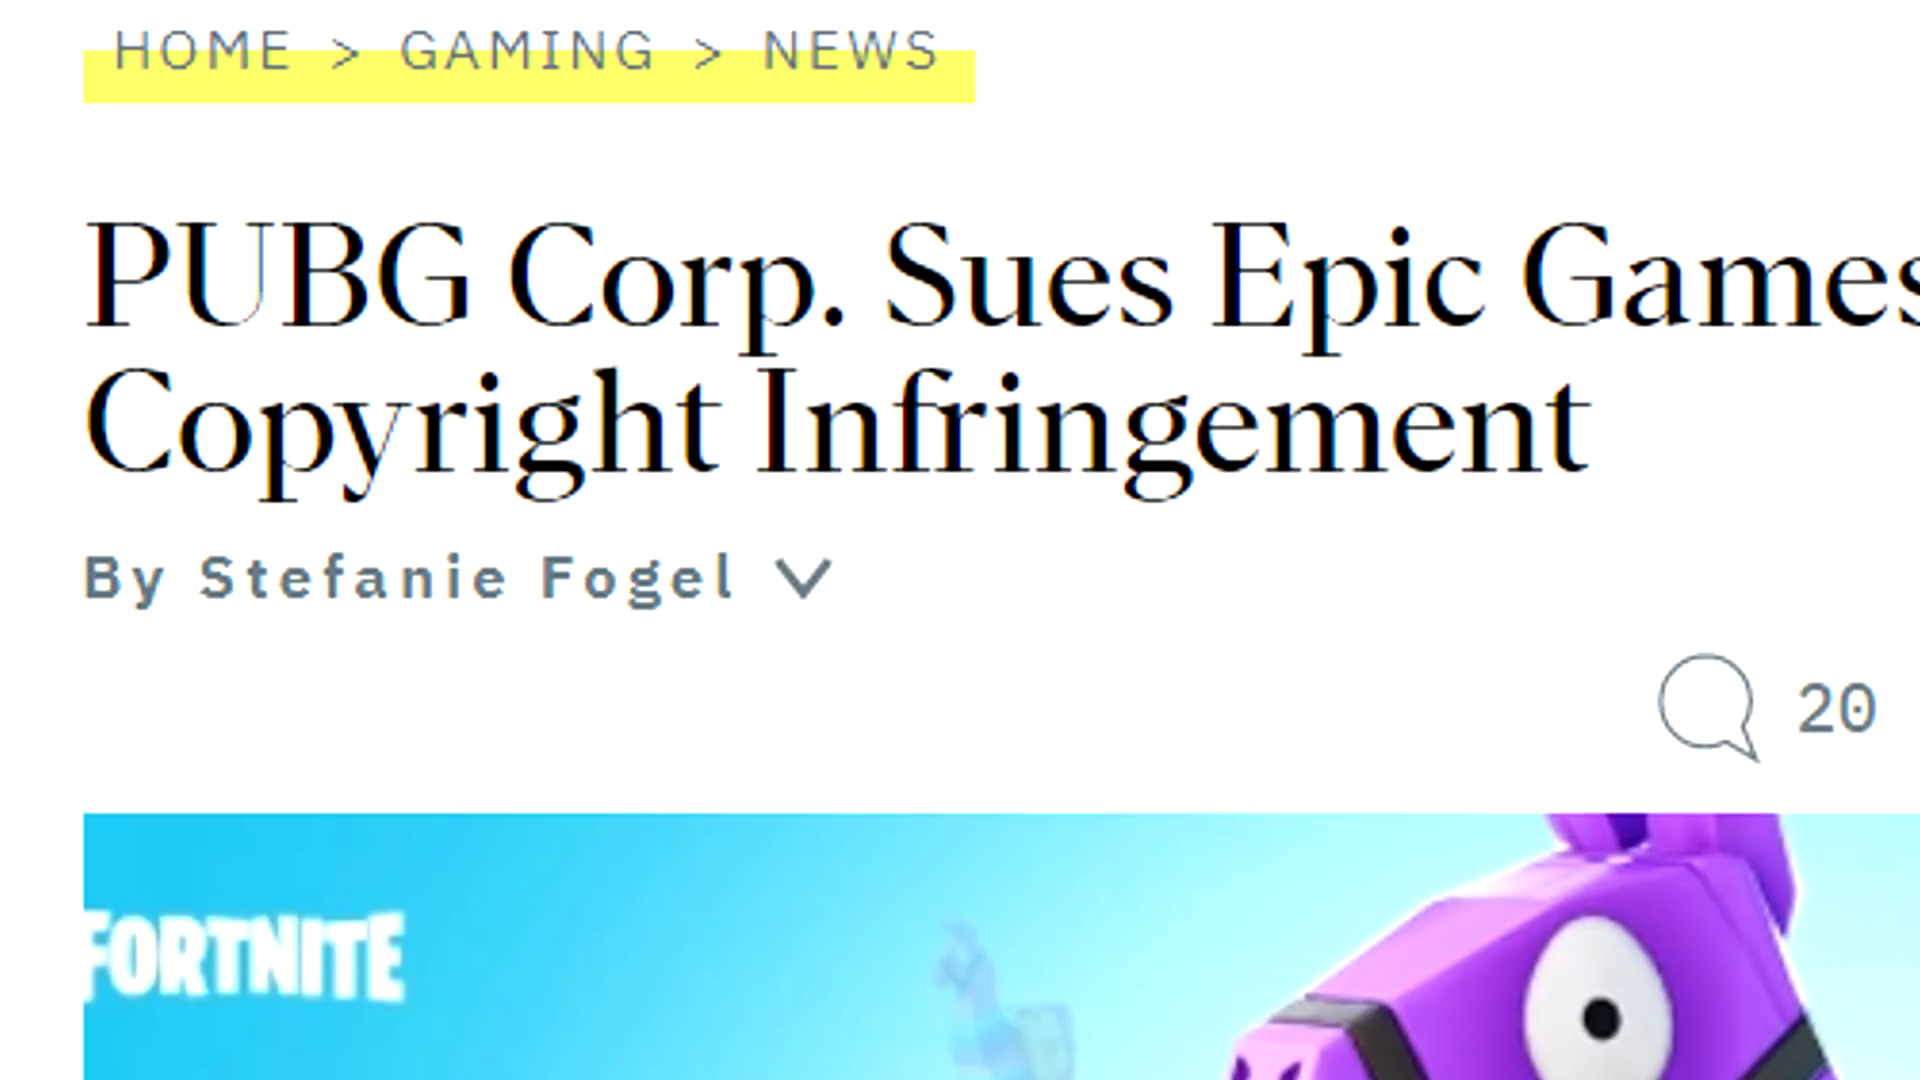 HOME > GAMING > NEWS
PUBG Corp. Sues Epic Games
Copyright Infringement
By Stefanie Fogel
20
FORTNITE